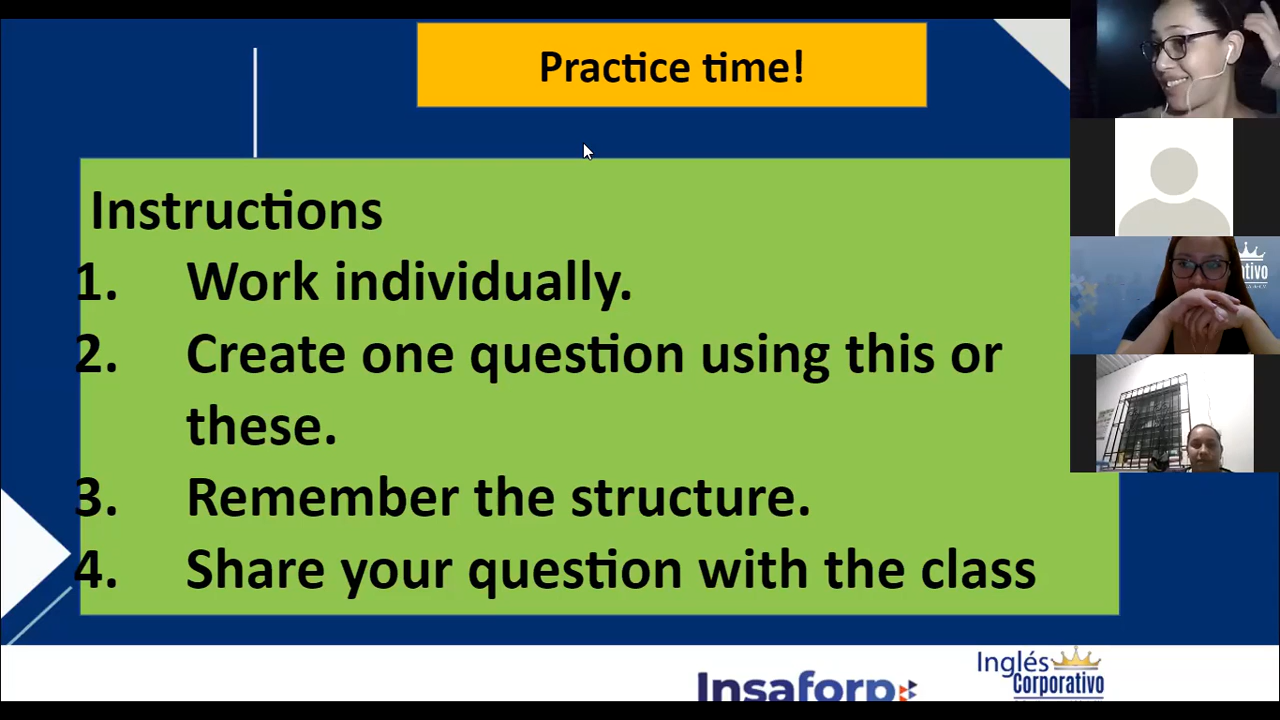 Practice time!
Instructions
1. Work individually.
2. Create one question using this or
these.
3. Remember the structure.
4. Share your question with the class
Insaforp
Inglés
Corporativo